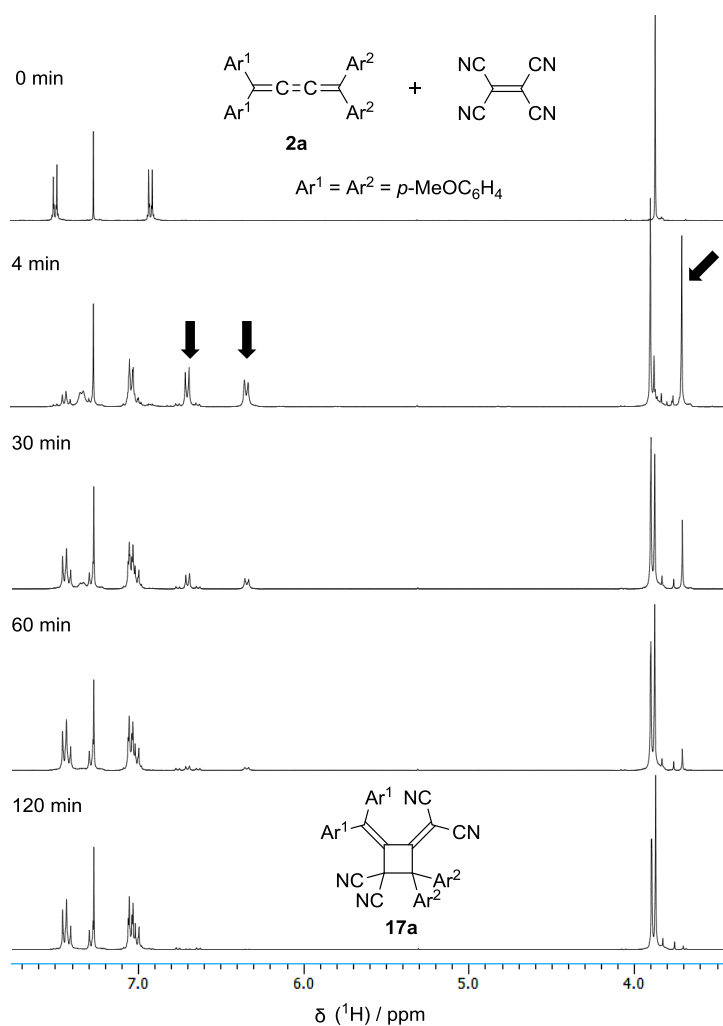 0 min
Ar1 Ar2 NC CN
C C +
Ar1 Ar2 NC CN
2a
Ar1 = Ar2 = p-MeOC6H4
4 min
30 min
60 min
120 min
Ar1 NC
Ar1 CN
NC Ar2
NC Ar2
17a
7.0 6.0 5.0 4.0
δ (1H) / ppm